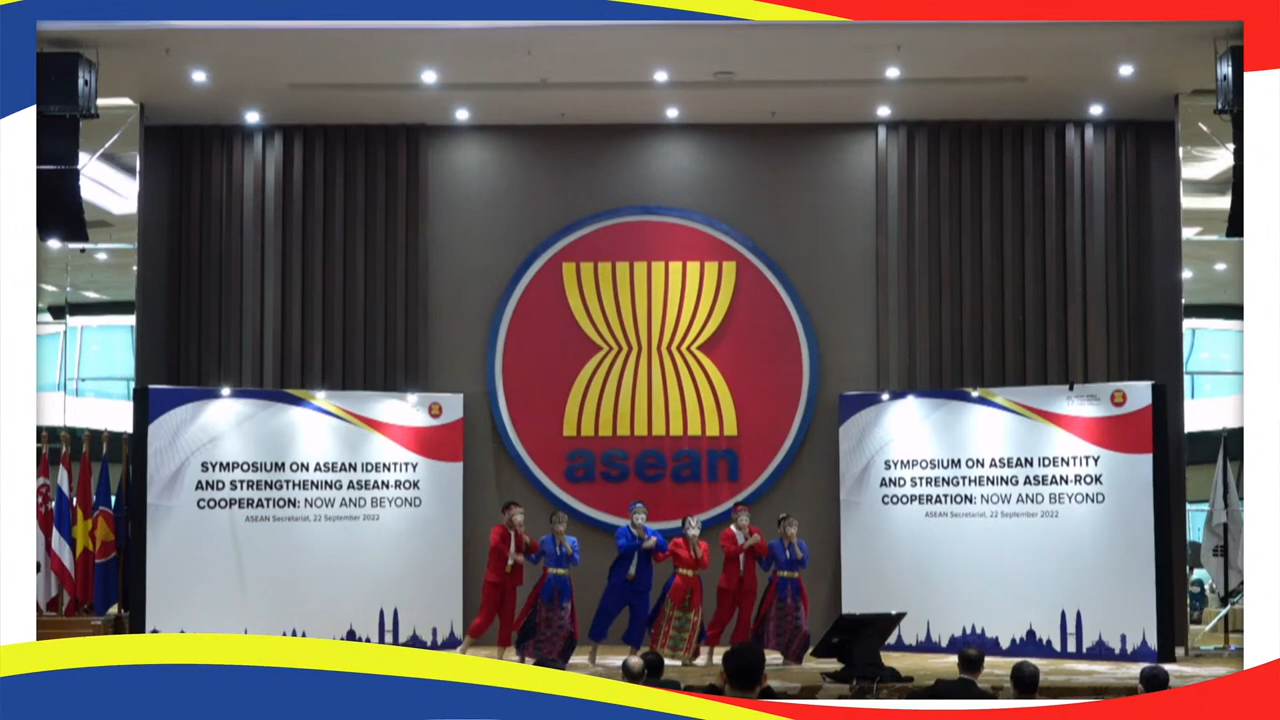 asean
SYMPOSIUM ON ASEAN IDENTITY
AND STRENGTHENING ASEAN-ROK
COOPERATION: NOW AND BEYOND
ASEAN Secretariat, 22 September 2022
SYMPOSIUM ON ASEAN IDENTITY
AND STRENGTHENING ASEAN-ROK
COOPERATION: NOW AND BEYOND
ASEAN Secretariat, 22 September 2022